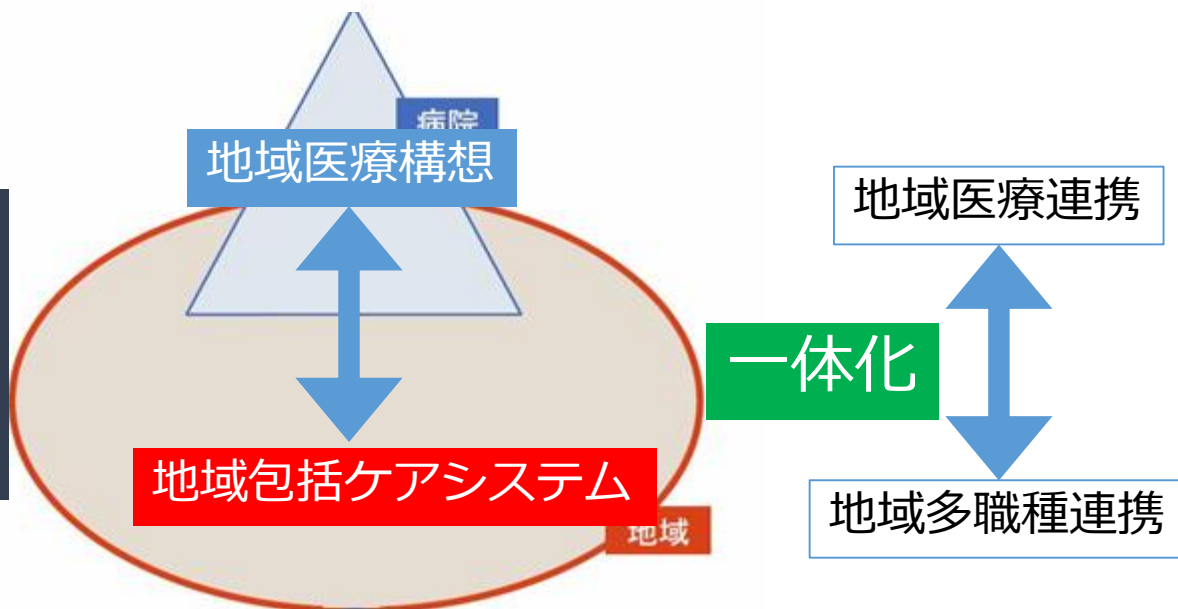 病院
地域医療構想
地域医療連携
一体化
地域包括ケアシステム
地域多職種連携
地域